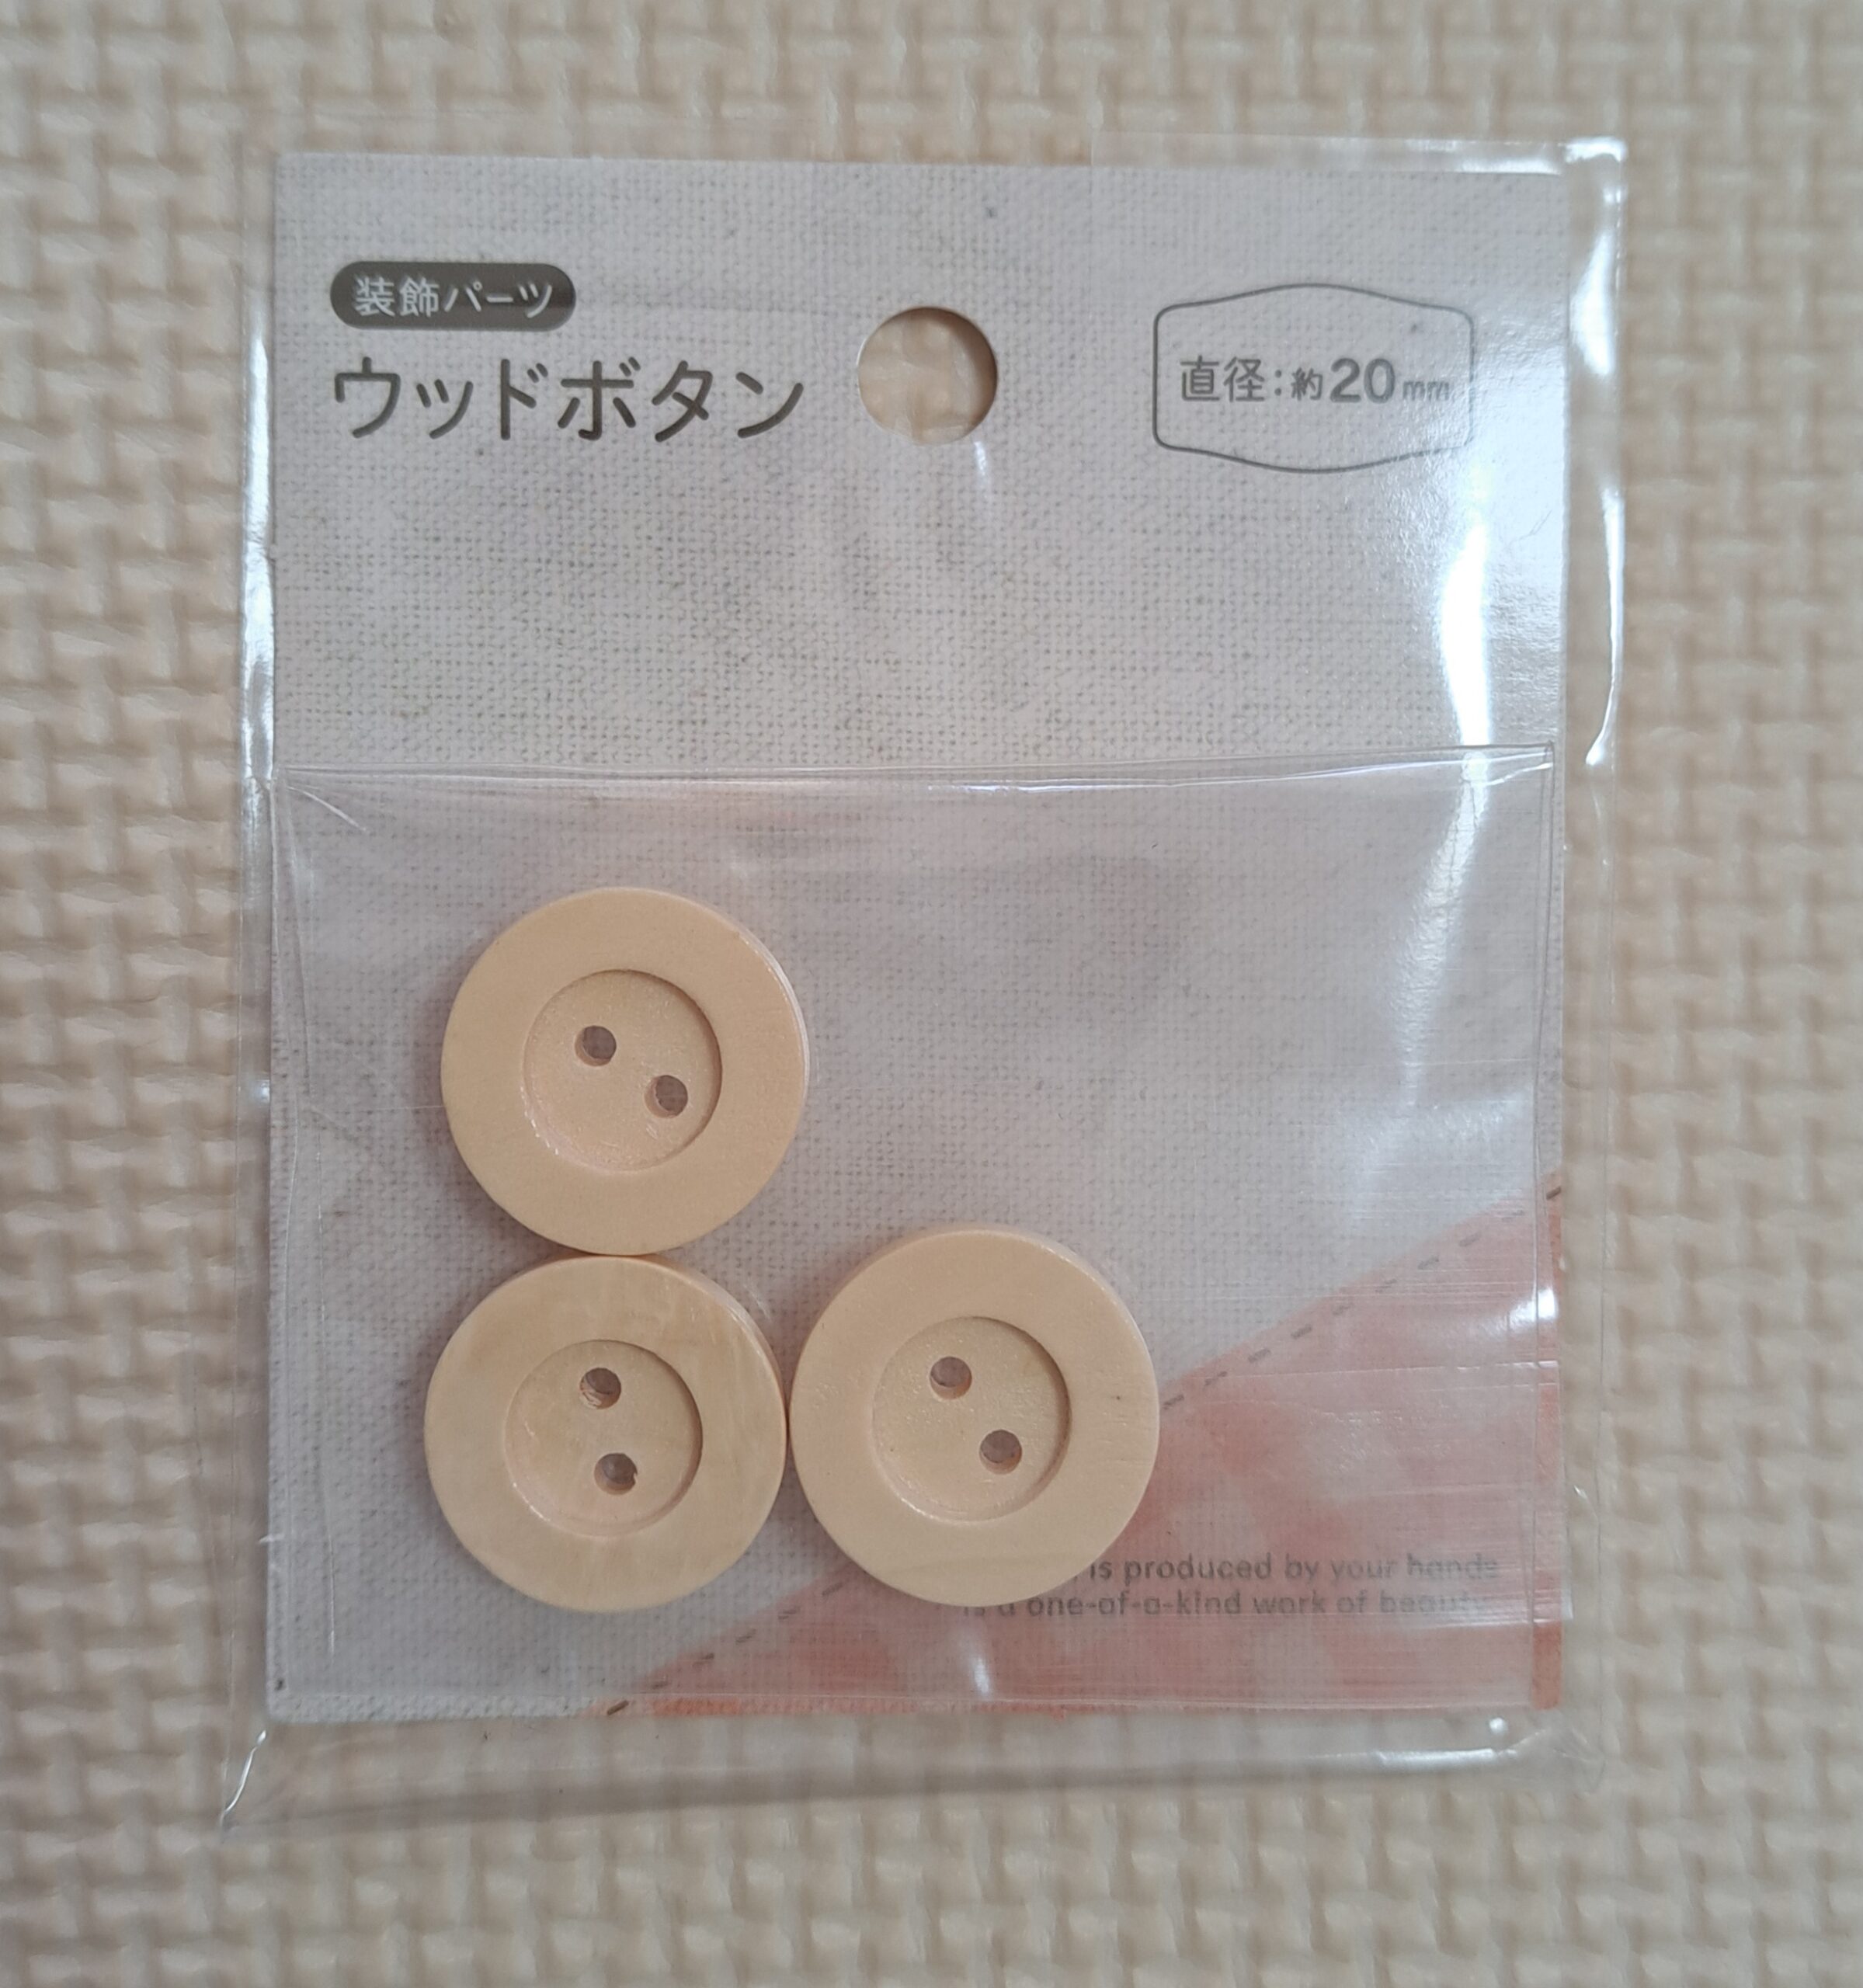 装飾パーツ
ウッドボタン
直径:約20mm
is produced by your hands
is a one-of-a-kind work of beauty